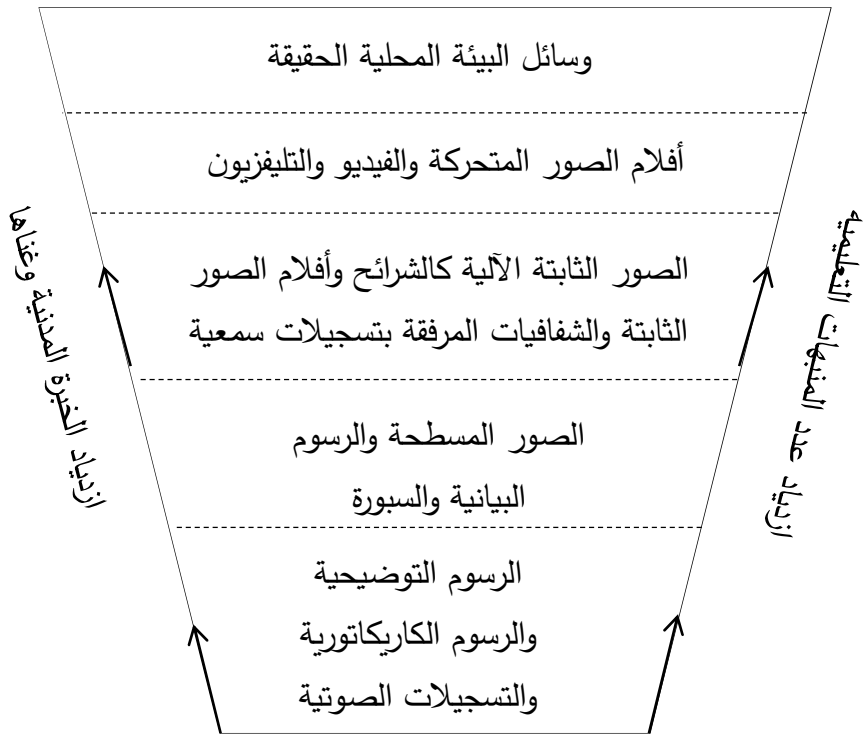 وسائل البيئة المحلية الحقيقة
أفلام الصور المتحركة والفيديو والتليفزيون
الصور الثابتة الآلية كالشرائح وأفلام الصور
الثابتة والشفافيات المرفقة بتسجيلات سمعية
الصور المسطحة والرسوم
البيانية والسبورة
الرسوم التوضيحية
والرسوم الكاريكاتورية
والتسجيلات الصوتية
ازدياد عدد المنبهات التعليمية
ازدياد الخبرة المدنية وغناها